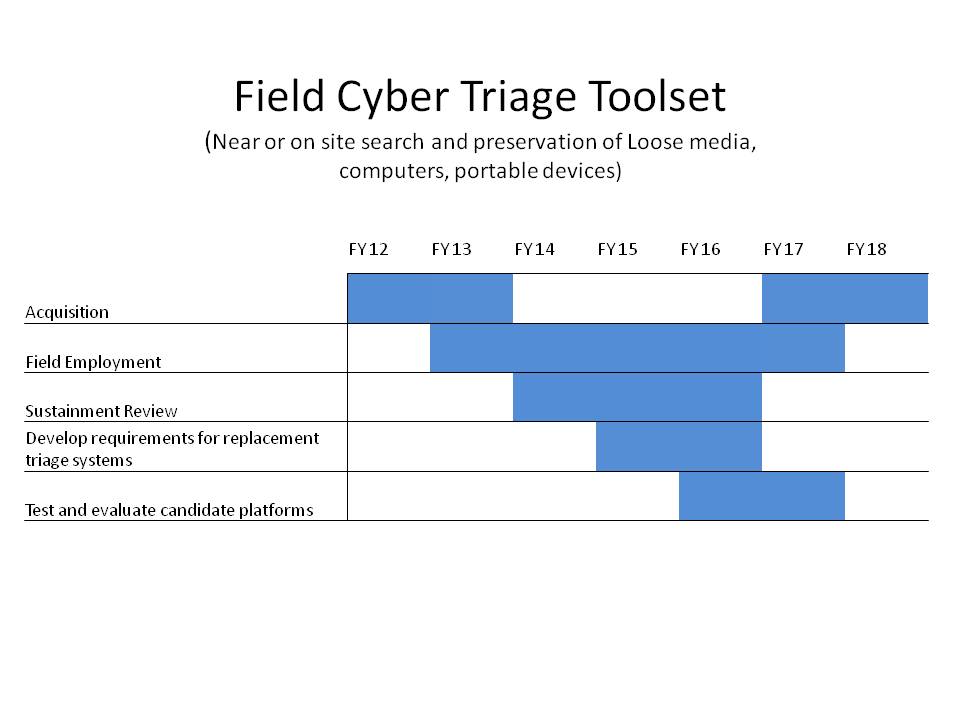 Field Cyber Triage Toolset
(Near or on site search and preservation of Loose media,
computers, portable devices)
FY12 FY13 FY14 FY15 FY16 FY17 FY18
Acquisition
Field Employment
Sustainment Review
Develop requirements for replacement
triage systems
Test and evaluate candidate platforms